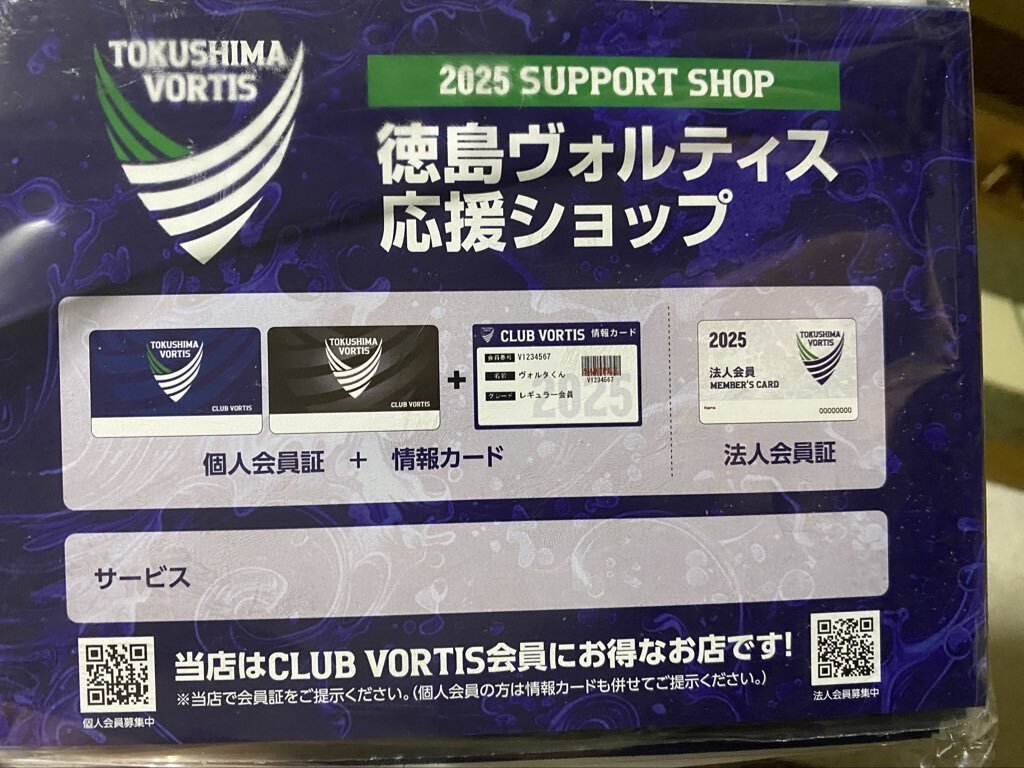 TOKUSHIMA
VORTIS
2025 SUPPORT SHOP
徳島ヴォルティス
応援ショップ
TOKUSHIMA
VORTIS
CLUB VORTIS
TOKUSHIMA
VORTIS
CLUB VORTIS
+
CLUB VORTIS 情報カード
会員番号 V1234567
名前 ヴォルタくん
グレード レギュラー会員
V1234567
2025
2025
TOKUSHIMA
VORTIS
法人会員
MEMBER'S CARD
Name
00000000
個人会員証 + 情報カード
法人会員証
サービス
当店はCLUB VORTIS会員にお得なお店です!
※当店で会員証をご提示ください。(個人会員の方は情報カードも併せてご提示ください。)
個人会員募集中
法人会員募集中